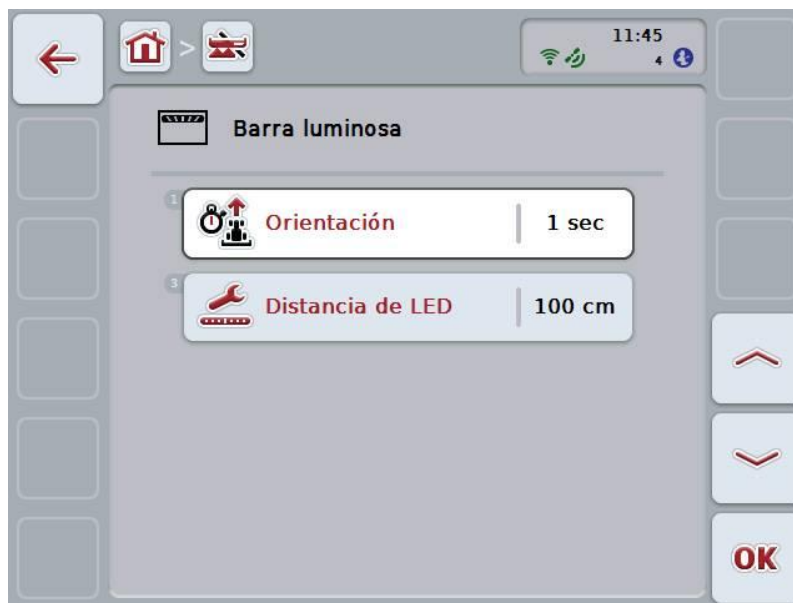 11:45
4
Barra luminosa
1
Orientación 1 sec
3
Distancia de LED 100 cm
OK